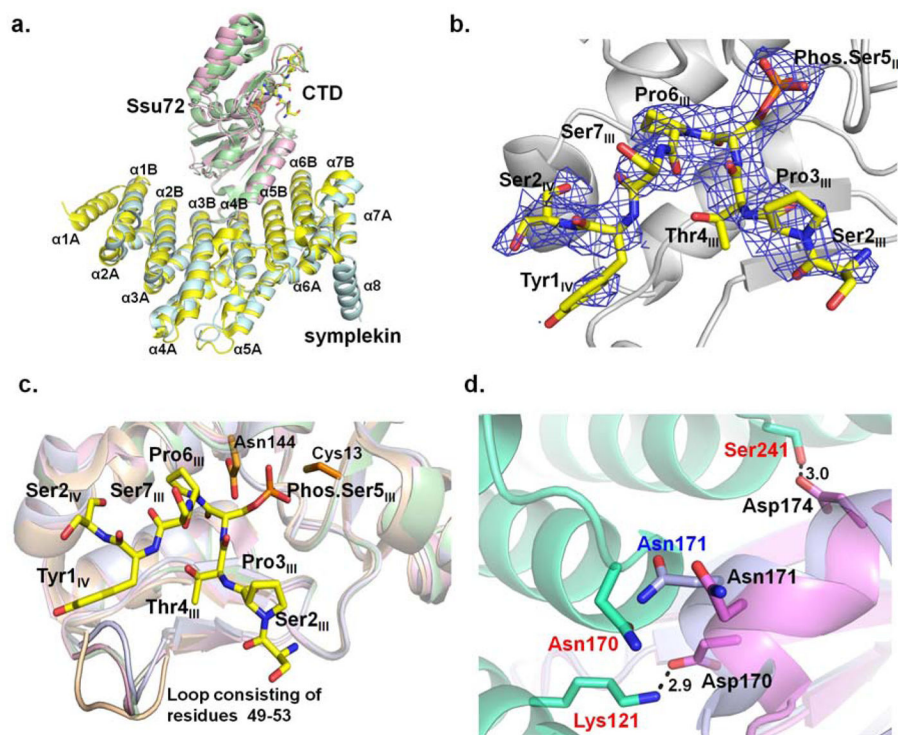 a.
Ssu72
CTD
α1B
α2B
α3B
α4B
α5B
α6B
α7B
α1A
α7A
α2A
α3A
α6A
α8
α4A
α5A
symplekin
b.
Phos.Ser5II
Pro6III
Ser7III
Ser2IV
Pro3III
Thr4III
Ser2III
Tyr1IV
c.
Asn144
Cys13
Pro6III
Ser2IV
Ser7III
Phos.Ser5III
Tyr1IV
Pro3III
Thr4III
Ser2III
Loop consisting of
residues 49-53
d.
Ser241
3.0
Asp174
Asn171
Asn171
Asn170
Asp170
2.9
Lys121